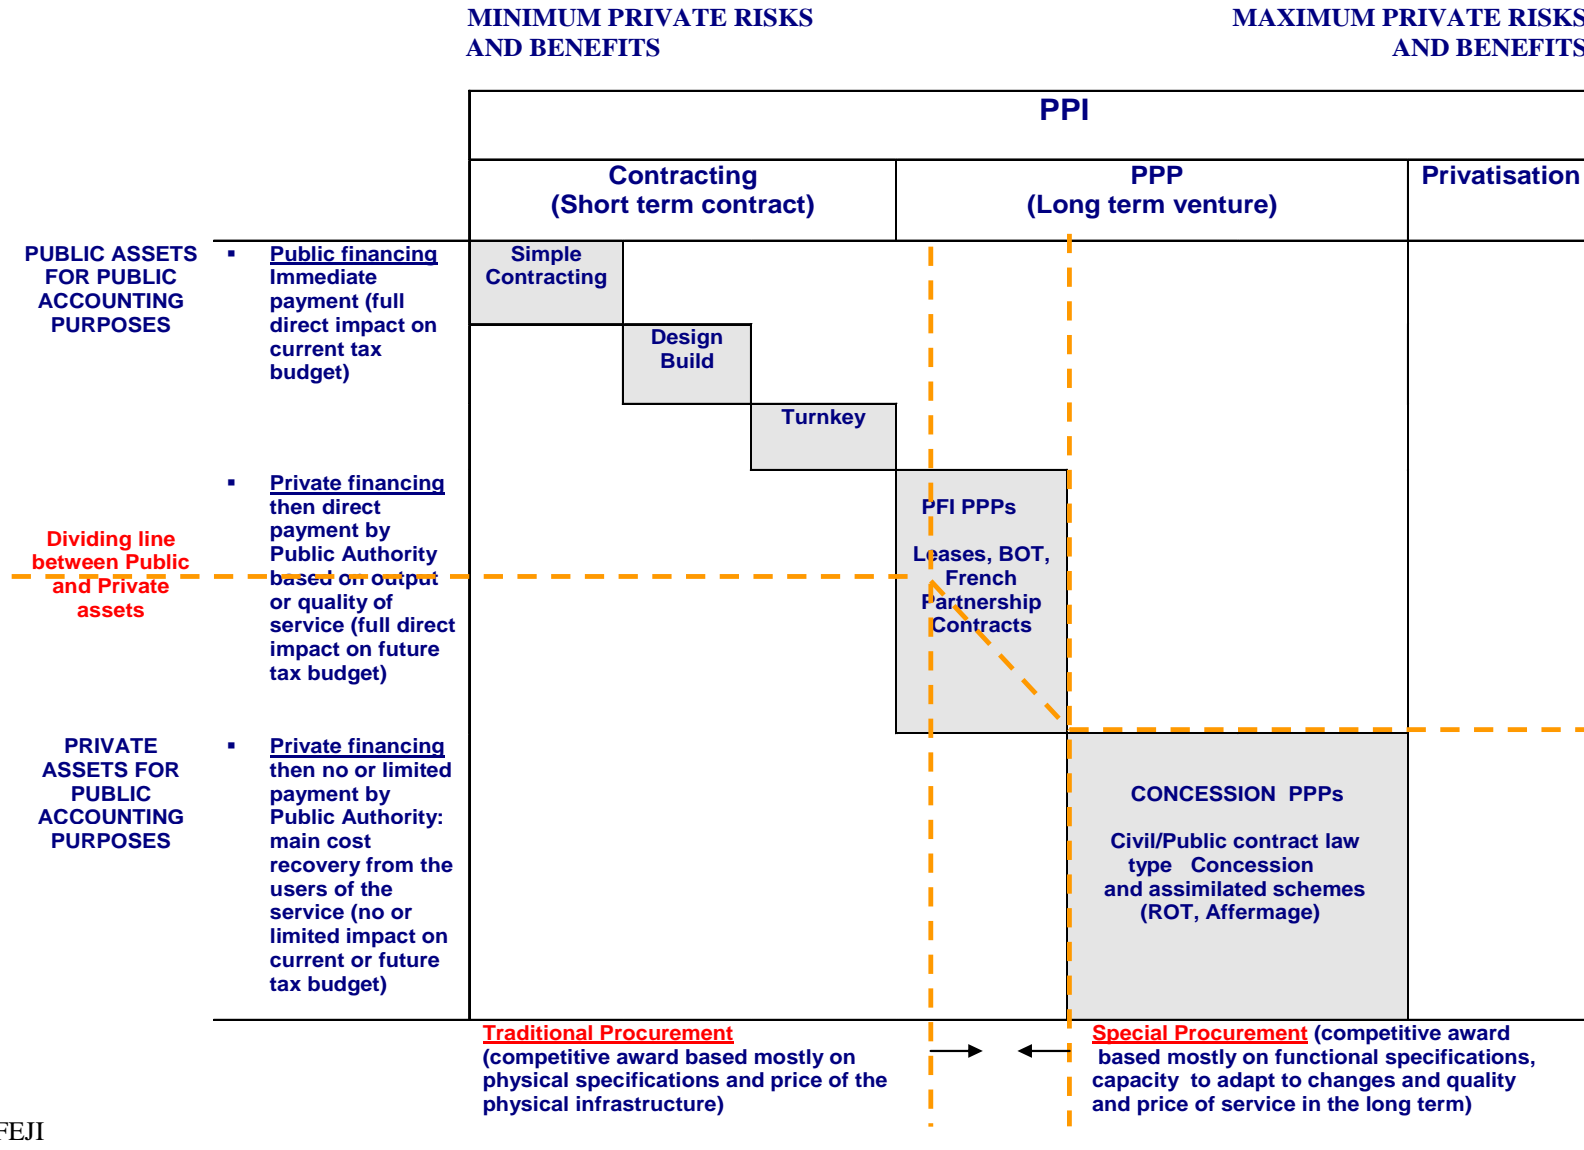 MINIMUM PRIVATE RISKS
AND BENEFITS
MAXIMUM PRIVATE RISKS
AND BENEFITS
PPI
Contracting
(Short term contract)
PPP
(Long term venture)
Privatisation
PUBLIC ASSETS
FOR PUBLIC
ACCOUNTING
PURPOSES
▪ Public financing
Immediate
payment (full
direct impact on
current tax
budget)
Simple
Contracting
Design
Build
Turnkey
Dividing line
between Public
and Private
assets
▪ Private financing
then direct
payment by
Public Authority
based on output
or quality of
service (full direct
impact on future
tax budget)
PFI PPPs
Leases, BOT,
French
Partnership
Contracts
PRIVATE
ASSETS FOR
PUBLIC
ACCOUNTING
PURPOSES
▪ Private financing
then no or limited
payment by
Public Authority:
main cost
recovery from the
users of the
service (no or
limited impact on
current or future
tax budget)
CONCESSION PPPs
Civil/Public contract law
type Concession
and assimilated schemes
(ROT, Affermage)
Traditional Procurement
(competitive award based mostly on
physical specifications and price of the
physical infrastructure)
Special Procurement (competitive award
based mostly on functional specifications,
capacity to adapt to changes and quality
and price of service in the long term)
FEJI